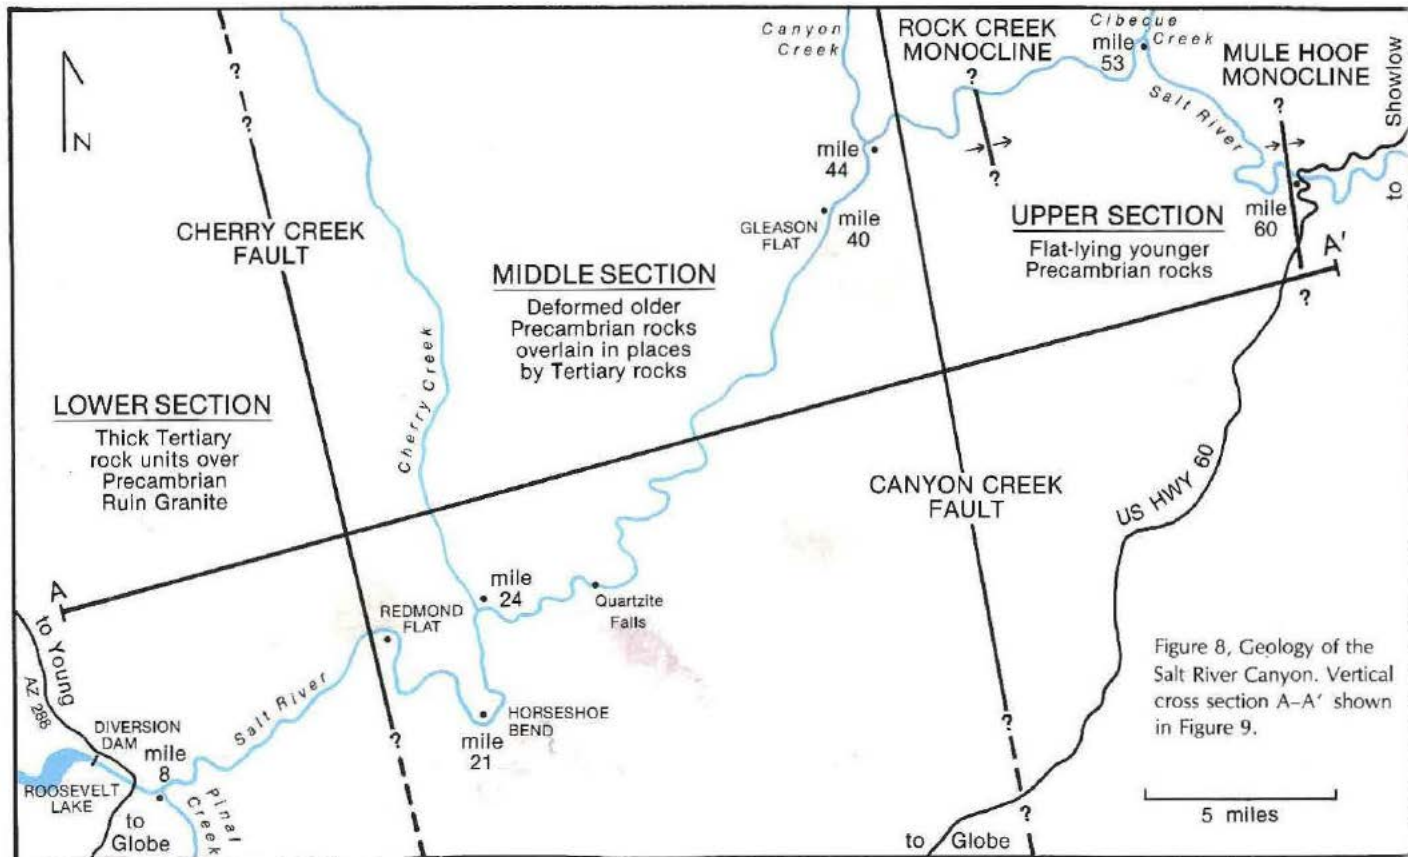 Canyon
Creek
ROCK CREEK
MONOCLINE
?
Cibecue
Creek
mile
53
MULE HOOF
MONOCLINE
?
to Showlow
?
?
N
Salt River
mile
44
?
GLEASON
FLAT
mile
40
UPPER SECTION
Flat-lying younger
Precambrian rocks
mile
60
A'
?
CHERRY CREEK
FAULT
MIDDLE SECTION
Deformed older
Precambrian rocks
overlain in places
by Tertiary rocks
Cherry Creek
LOWER SECTION
Thick Tertiary
rock units over
Precambrian
Ruin Granite
CANYON CREEK
FAULT
US HWY 60
A
to Young
AZ 288
REDMOND
FLAT
mile
24
Quartzite
Falls
Salt River
HORSESHOE
BEND
mile
21
?
?
DIVERSION
DAM
mile
8
ROOSEVELT
LAKE
Pinal
Creek
to
Globe
to Globe
?
Figure 8, Geology of the
Salt River Canyon. Vertical
cross section A–A' shown
in Figure 9.
5 miles